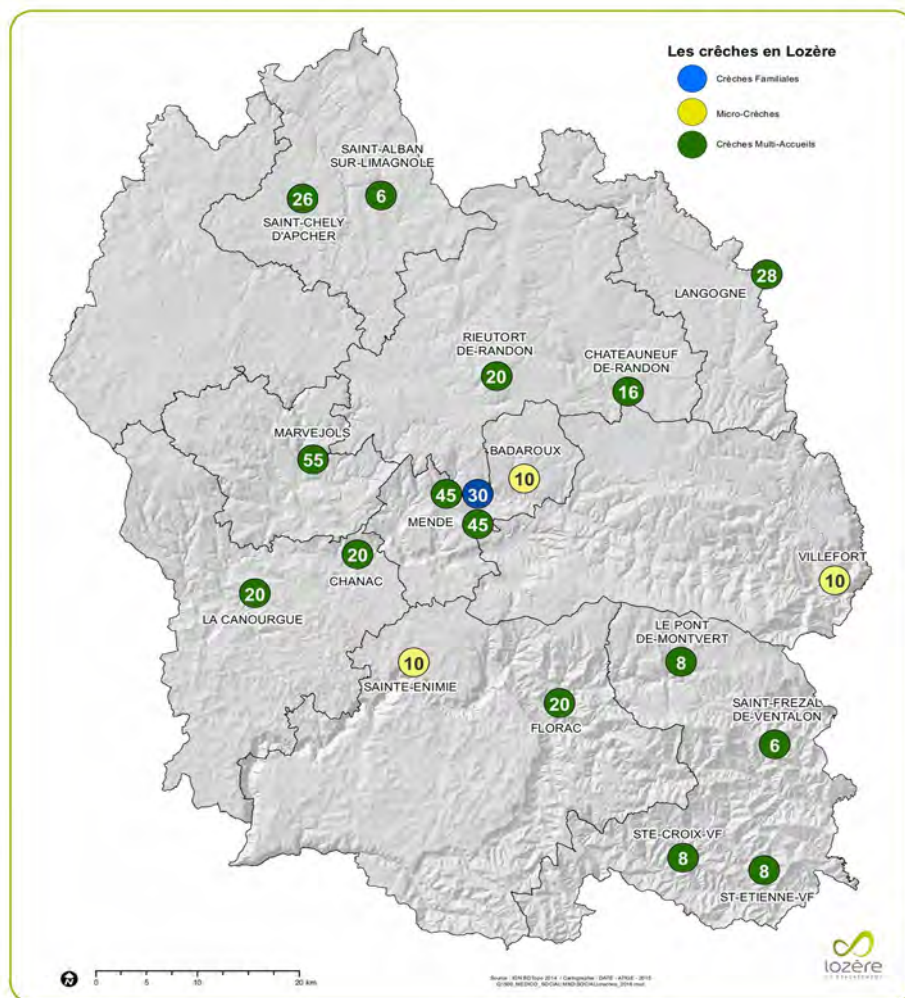 Les crêches en Lozère
Crèches Familiales
Micro-Crèches
Crèches Multi-Accueils
SAINT-ALBAN
SUR-LIMAGNOLE
26
6
SAINT-CHELY
D'APCHER
28
LANGOGNE
RIEUTORT
DE-RANDON
20
CHATEAUNEUF
DE-RANDON
16
MARVEJOLS
55
BADAROUX
10
45
30
MENDE
45
20
CHANAC
VILLEFORT
10
20
LA CANOURGUE
LE PONT
DE-MONTVERT
8
10
SAINTE-ENIMIE
20
FLORAC
SAINT-FREZAL
DE-VENTALON
6
STE-CROIX-VF
8
8
ST-ETIENNE-VF
0 5 10 20 km
lozère